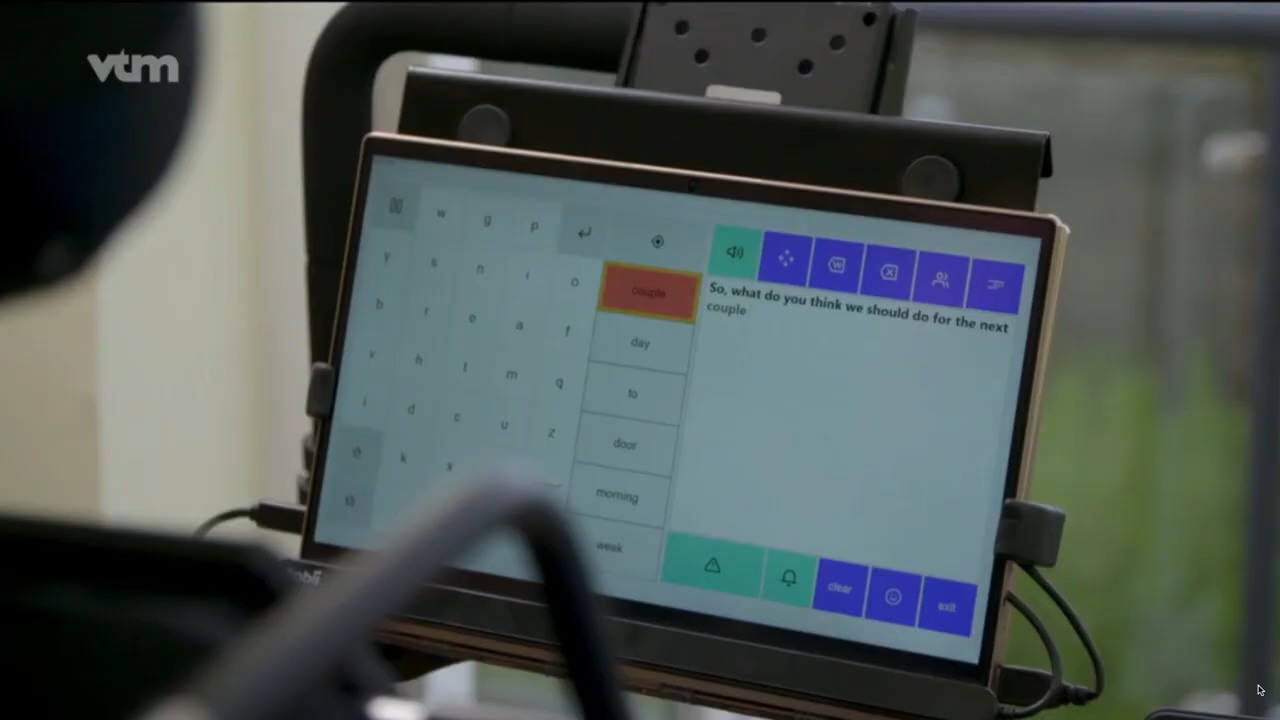 vtm
w g p
y s n i o
b r e a f
v h t m q
l d c u z
k x
couple
day
to
door
morning
week
So, what do you think we should do for the next
couple
clear
exit